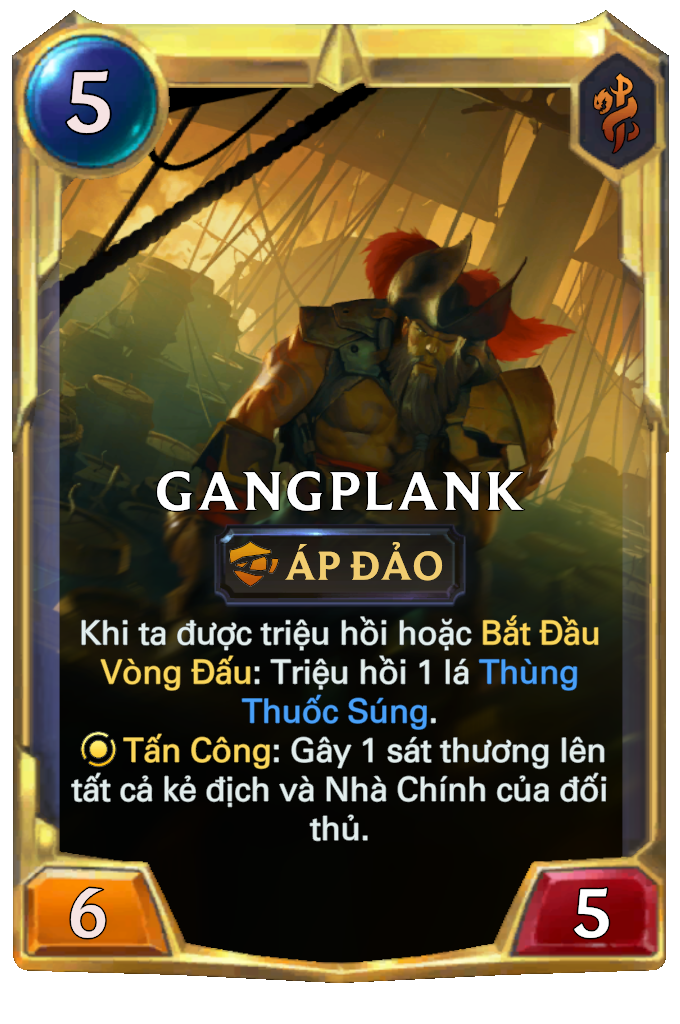 5
GANGPLANK
ÁP ĐẢO
Khi ta được triệu hồi hoặc Bắt Đầu
Vòng Đấu: Triệu hồi 1 lá Thùng
Thuốc Súng.
Tấn Công: Gây 1 sát thương lên
tất cả kẻ địch và Nhà Chính của đối
thủ.
6
5